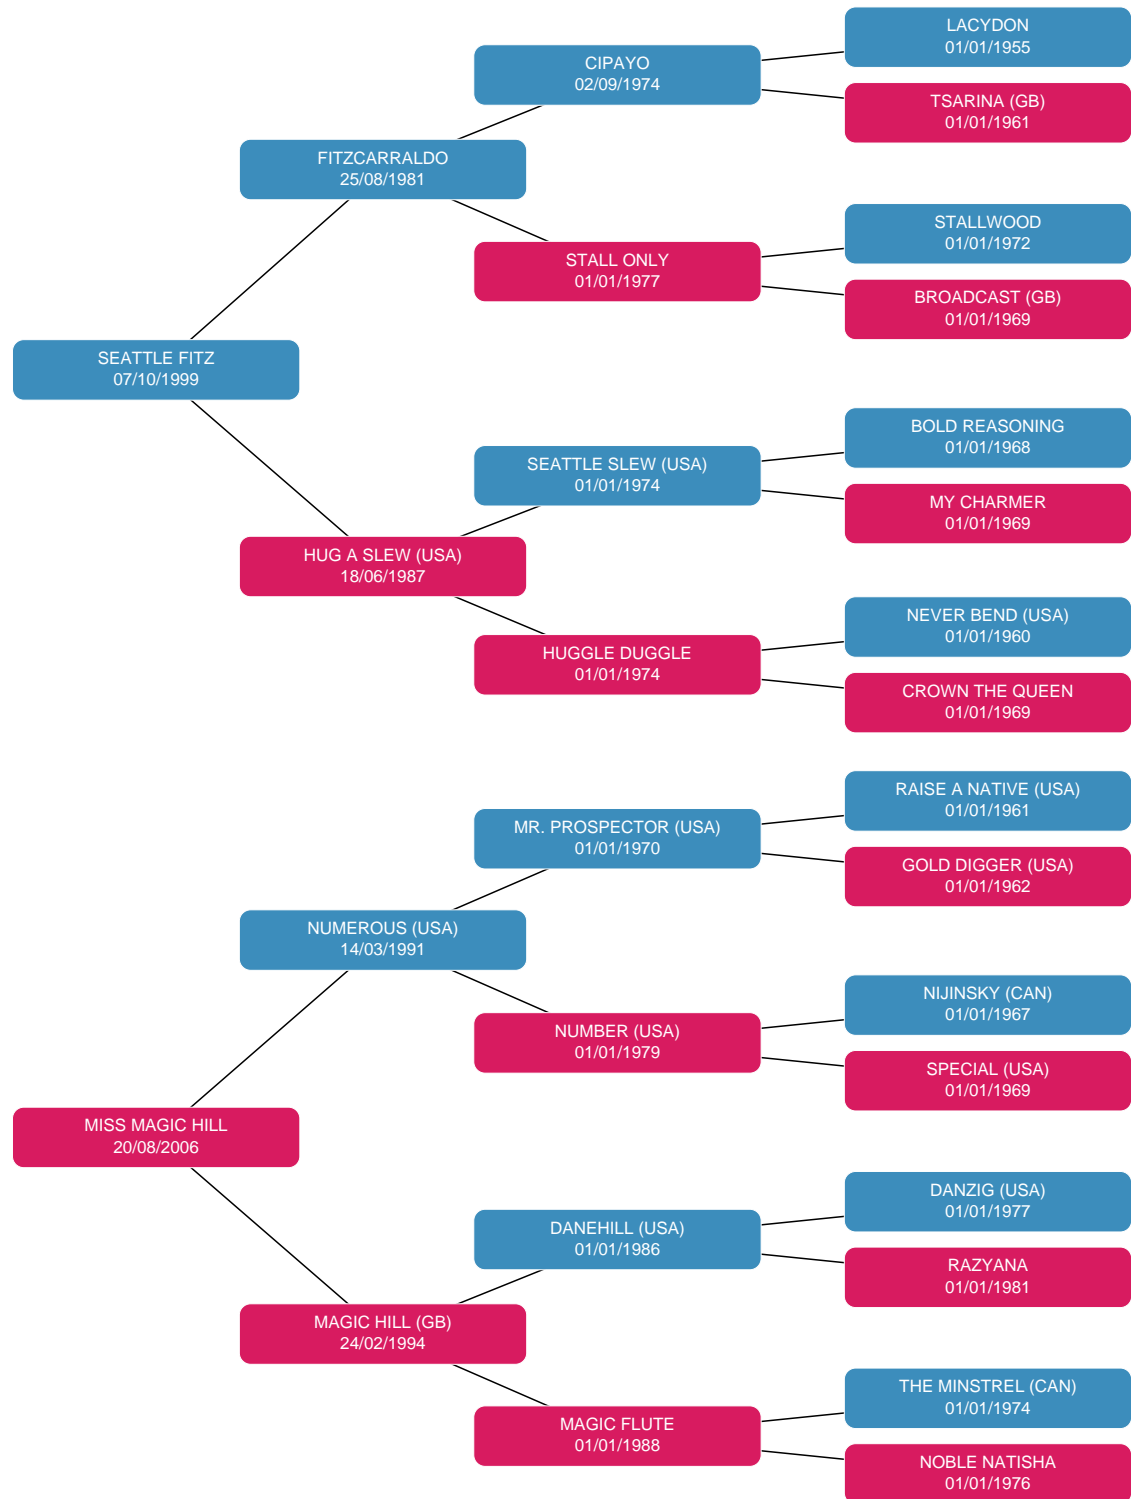 LACYDON
01/01/1955
CIPAYO
02/09/1974
TSARINA (GB)
01/01/1961
FITZCARRALDO
25/08/1981
STALLWOOD
01/01/1972
STALL ONLY
01/01/1977
BROADCAST (GB)
01/01/1969
SEATTLE FITZ
07/10/1999
BOLD REASONING
01/01/1968
SEATTLE SLEW (USA)
01/01/1974
MY CHARMER
01/01/1969
HUG A SLEW (USA)
18/06/1987
NEVER BEND (USA)
01/01/1960
HUGGLE DUGGLE
01/01/1974
CROWN THE QUEEN
01/01/1969
RAISE A NATIVE (USA)
01/01/1961
MR. PROSPECTOR (USA)
01/01/1970
GOLD DIGGER (USA)
01/01/1962
NUMEROUS (USA)
14/03/1991
NIJINSKY (CAN)
01/01/1967
NUMBER (USA)
01/01/1979
SPECIAL (USA)
01/01/1969
MISS MAGIC HILL
20/08/2006
DANZIG (USA)
01/01/1977
DANEHILL (USA)
01/01/1986
RAZYANA
01/01/1981
MAGIC HILL (GB)
24/02/1994
THE MINSTREL (CAN)
01/01/1974
MAGIC FLUTE
01/01/1988
NOBLE NATISHA
01/01/1976